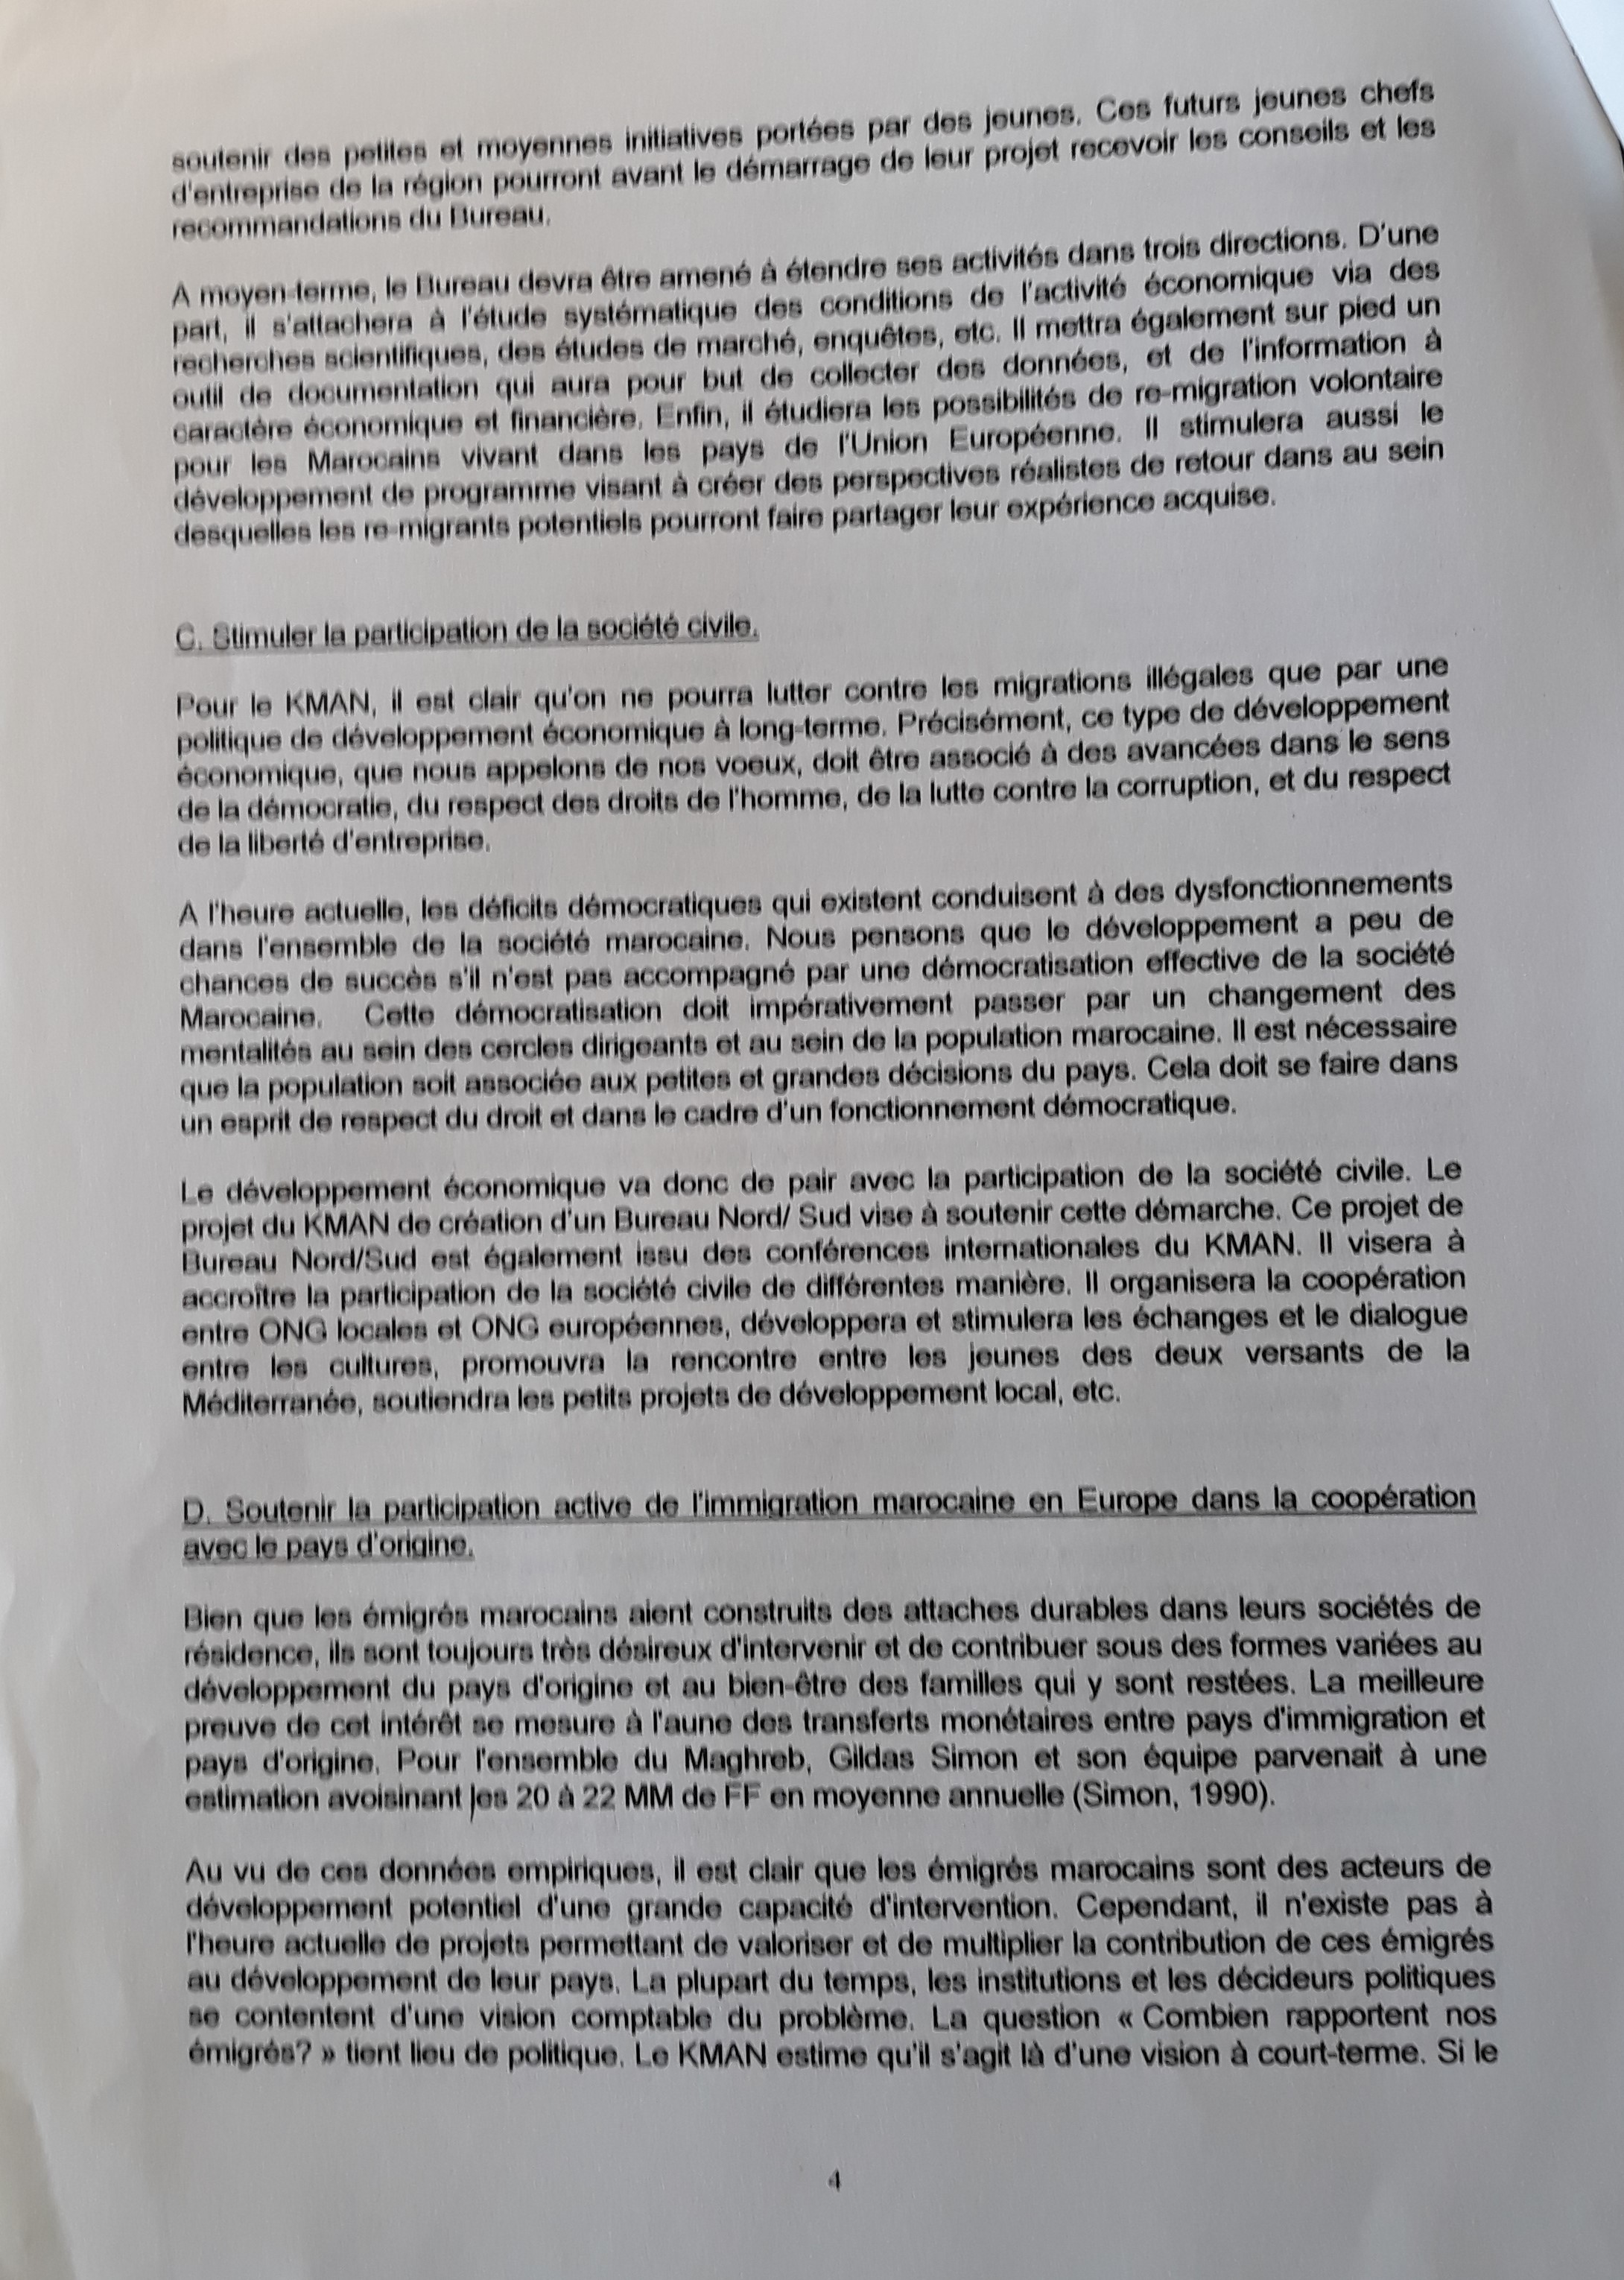 soutenir des petites et moyennes initiatives portées par des jeunes. Ces futurs jeunes chefs
d'entreprise de la région pourront avant le démarrage de leur projet recevoir les conseils et les
recommandations du Bureau.
A moyen-terme, le Bureau devra être amené à étendre ses activités dans trois directions. D'une
part, il s'attachera à l'étude systématique des conditions de l'activité économique via des
recherches scientifiques, des études de marché, enquêtes, etc. Il mettra également sur pied un
outil de documentation qui aura pour but de collecter des données, et de l'information à
caractère économique et financière. Enfin, il étudiera les possibilités de re-migration volontaire
pour les Marocains vivant dans les pays de l'Union Européenne. Il stimulera aussi le
développement de programme visant à créer des perspectives réalistes de retour dans au sein
desquelles les re-migrants potentiels pourront faire partager leur expérience acquise.
C. Stimuler la participation de la société civile.
Pour le KMAN, il est clair qu'on ne pourra lutter contre les migrations illégales que par une
politique de développement économique à long-terme. Précisément, ce type de développement
économique, que nous appelons de nos voeux, doit être associé à des avancées dans le sens
de la démocratie, du respect des droits de l'homme, de la lutte contre la corruption, et du respect
de la liberté d'entreprise.
A l'heure actuelle, les déficits démocratiques qui existent conduisent à des dysfonctionnements
dans l'ensemble de la société marocaine. Nous pensons que le développement a peu de
chances de succès s'il n'est pas accompagné par une démocratisation effective de la société
Marocaine. Cette démocratisation doit impérativement passer par un changement des
mentalités au sein des cercles dirigeants et au sein de la population marocaine. Il est nécessaire
que la population soit associée aux petites et grandes décisions du pays. Cela doit se faire dans
un esprit de respect du droit et dans le cadre d'un fonctionnement démocratique.
Le développement économique va donc de pair avec la participation de la société civile. Le
projet du KMAN de création d'un Bureau Nord/ Sud vise à soutenir cette démarche. Ce projet de
Bureau Nord/Sud est également issu des conférences internationales du KMAN. Il visera à
accroître la participation de la société civile de différentes manière. Il organisera la coopération
entre ONG locales et ONG européennes, développera et stimulera les échanges et le dialogue
entre les cultures, promouvra la rencontre entre les jeunes des deux versants de la
Méditerranée, soutiendra les petits projets de développement local, etc.
D. Soutenir la participation active de l'immigration marocaine en Europe dans la coopération
avec le pays d'origine.
Bien que les émigrés marocains aient construits des attaches durables dans leurs sociétés de
résidence, ils sont toujours très désireux d'intervenir et de contribuer sous des formes variées au
développement du pays d'origine et au bien-être des familles qui y sont restées. La meilleure
preuve de cet intérêt se mesure à l'aune des transferts monétaires entre pays d'immigration et
pays d'origine. Pour l'ensemble du Maghreb, Gildas Simon et son équipe parvenait à une
estimation avoisinant les 20 à 22 MM de FF en moyenne annuelle (Simon, 1990).
Au vu de ces données empiriques, il est clair que les émigrés marocains sont des acteurs de
développement potentiel d'une grande capacité d'intervention. Cependant, il n'existe pas à
l'heure actuelle de projets permettant de valoriser et de multiplier la contribution de ces émigrés
au développement de leur pays. La plupart du temps, les institutions et les décideurs politiques
se contentent d'une vision comptable du problème. La question « Combien rapportent nos
émigrés? » tient lieu de politique. Le KMAN estime qu'il s'agit là d'une vision à court-terme. Si le
4